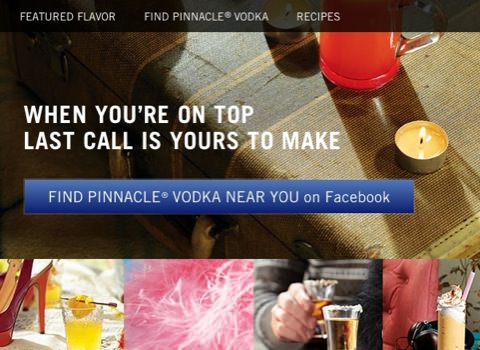 FEATURED FLAVOR
FIND PINNACLE® VODKA
RECIPES
WHEN YOU'RE ON TOP
LAST CALL IS YOURS TO MAKE
FIND PINNACLE® VODKA NEAR YOU on Facebook